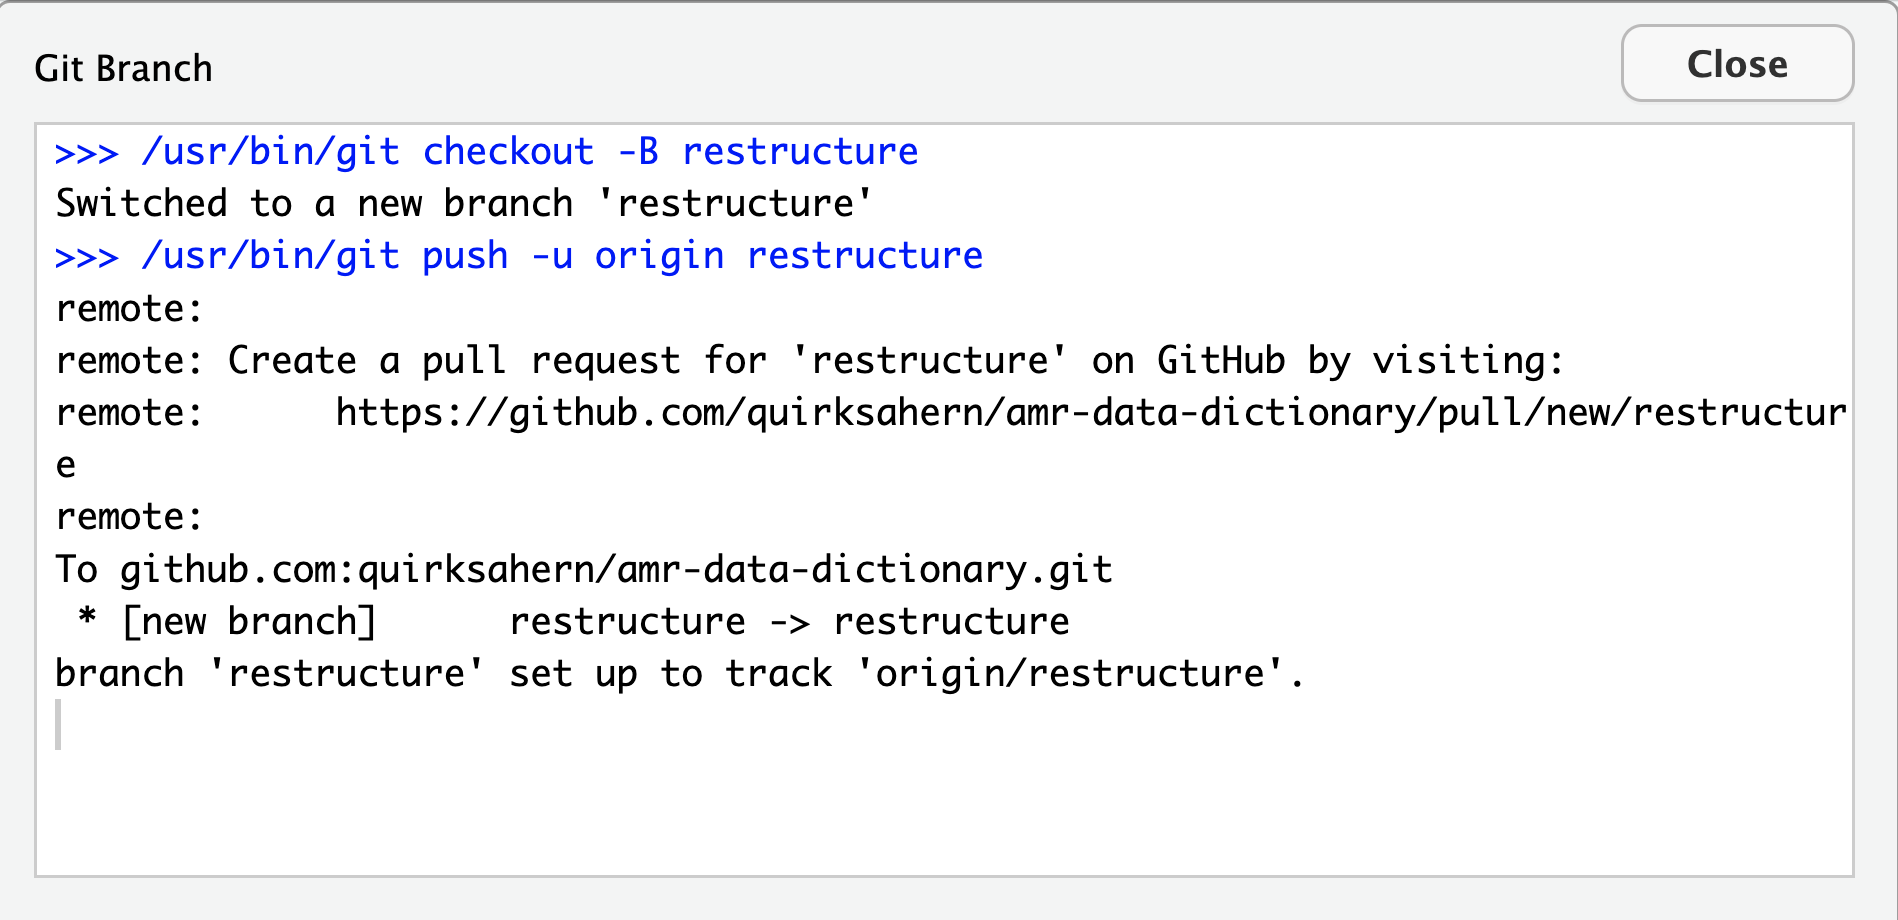 Git Branch
Close
>>> /usr/bin/git checkout -B restructure
Switched to a new branch 'restructure'
>>> /usr/bin/git push -u origin restructure
remote:
remote: Create a pull request for 'restructure' on GitHub by visiting:
remote:      https://github.com/quirksahern/amr-data-dictionary/pull/new/restructur
e
remote:
To github.com:quirksahern/amr-data-dictionary.git
 * [new branch]      restructure -> restructure
branch 'restructure' set up to track 'origin/restructure'.